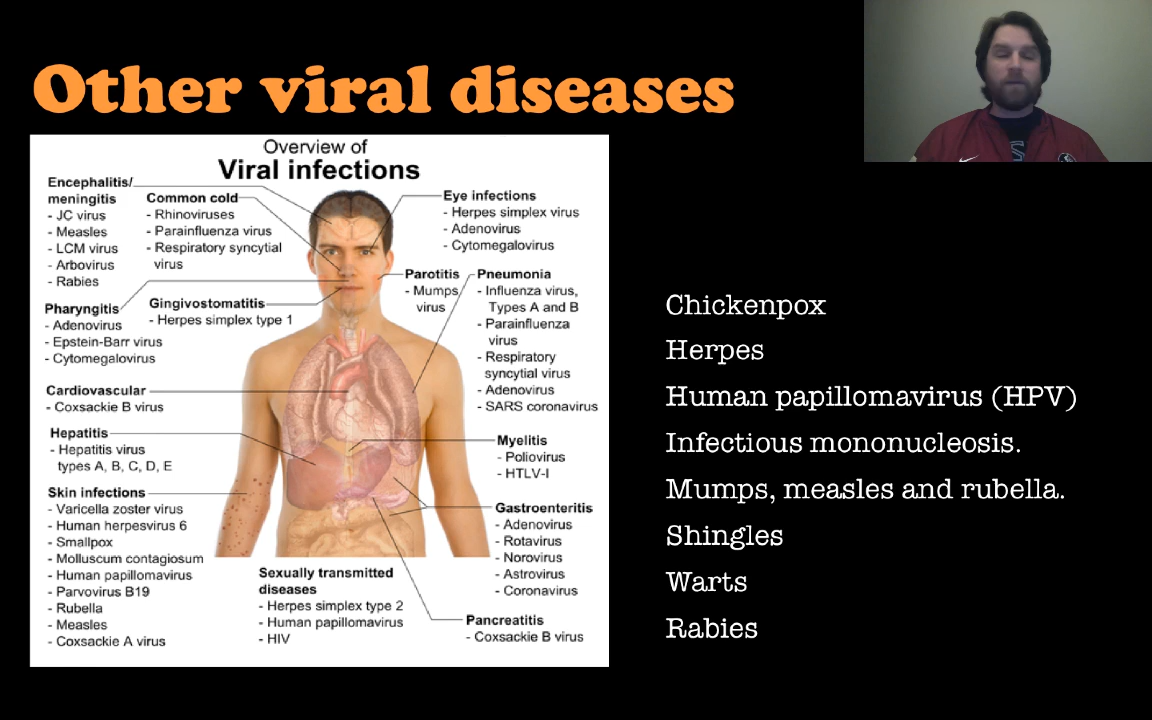 Other viral diseases
Overview of
Viral infections
Encephalitis/
meningitis
- JC virus
- Measles
- LCM virus
- Arbovirus
- Rabies
Common cold
- Rhinoviruses
- Parainfluenza virus
- Respiratory syncytial
virus
Eye infections
- Herpes simplex virus
- Adenovirus
- Cytomegalovirus
Pharyngitis
- Adenovirus
- Epstein-Barr virus
- Cytomegalovirus
Gingivostomatitis
- Herpes simplex type 1
Parotitis
- Mumps
virus
Pneumonia
- Influenza virus,
Types A and B
- Parainfluenza
virus
- Respiratory
syncytial virus
- Adenovirus
- SARS coronavirus
Cardiovascular
- Coxsackie B virus
Hepatitis
- Hepatitis virus
types A, B, C, D, E
Myelitis
- Poliovirus
- HTLV-I
Skin infections
- Varicella zoster virus
- Human herpesvirus 6
- Smallpox
- Molluscum contagiosum
- Human papillomavirus
- Parvovirus B19
- Rubella
- Measles
- Coxsackie A virus
Gastroenteritis
- Adenovirus
- Rotavirus
- Norovirus
- Astrovirus
- Coronavirus
Sexually transmitted
diseases
- Herpes simplex type 2
- Human papillomavirus
- HIV
Pancreatitis
- Coxsackie B virus
Chickenpox
Herpes
Human papillomavirus (HPV)
Infectious mononucleosis.
Mumps, measles and rubella.
Shingles
Warts
Rabies